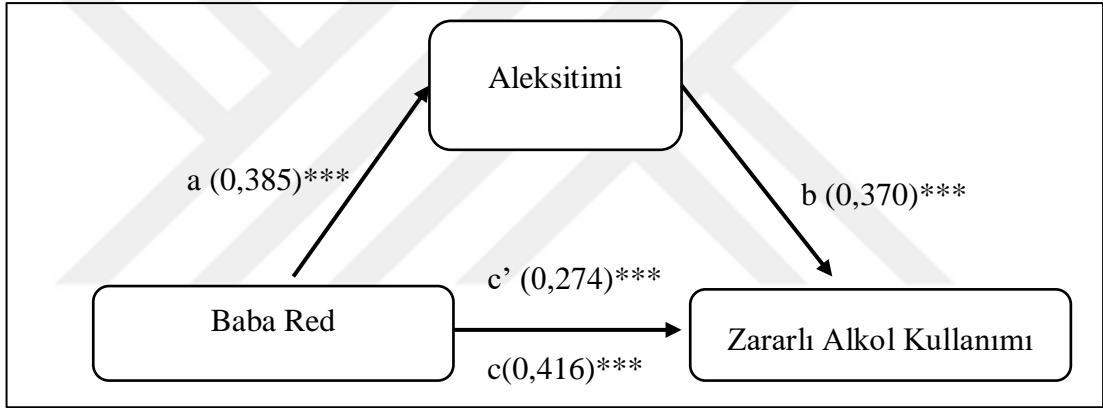 Aleksitimi
a (0,385)***
b (0,370)***
c’ (0,274)***
Baba Red
Zararlı Alkol Kullanımı
c(0,416)***